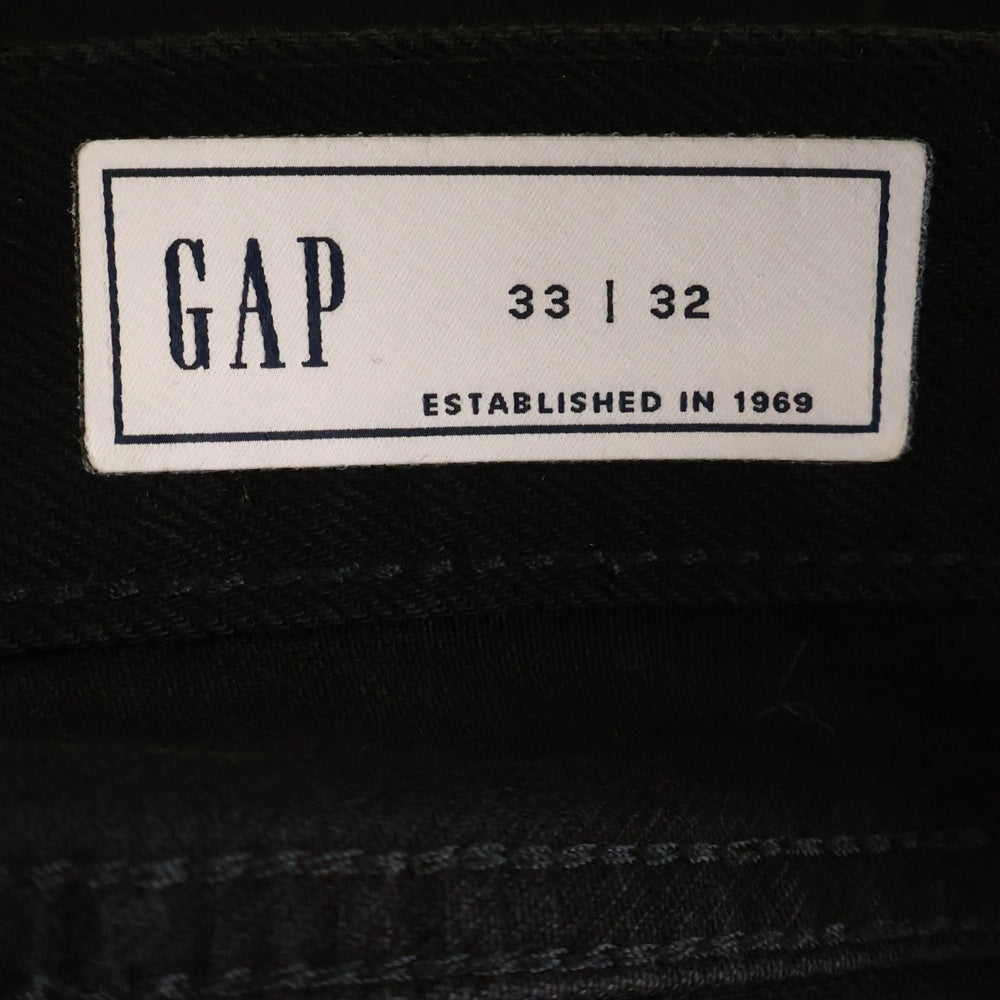 GAP
33 | 32
ESTABLISHED IN 1969